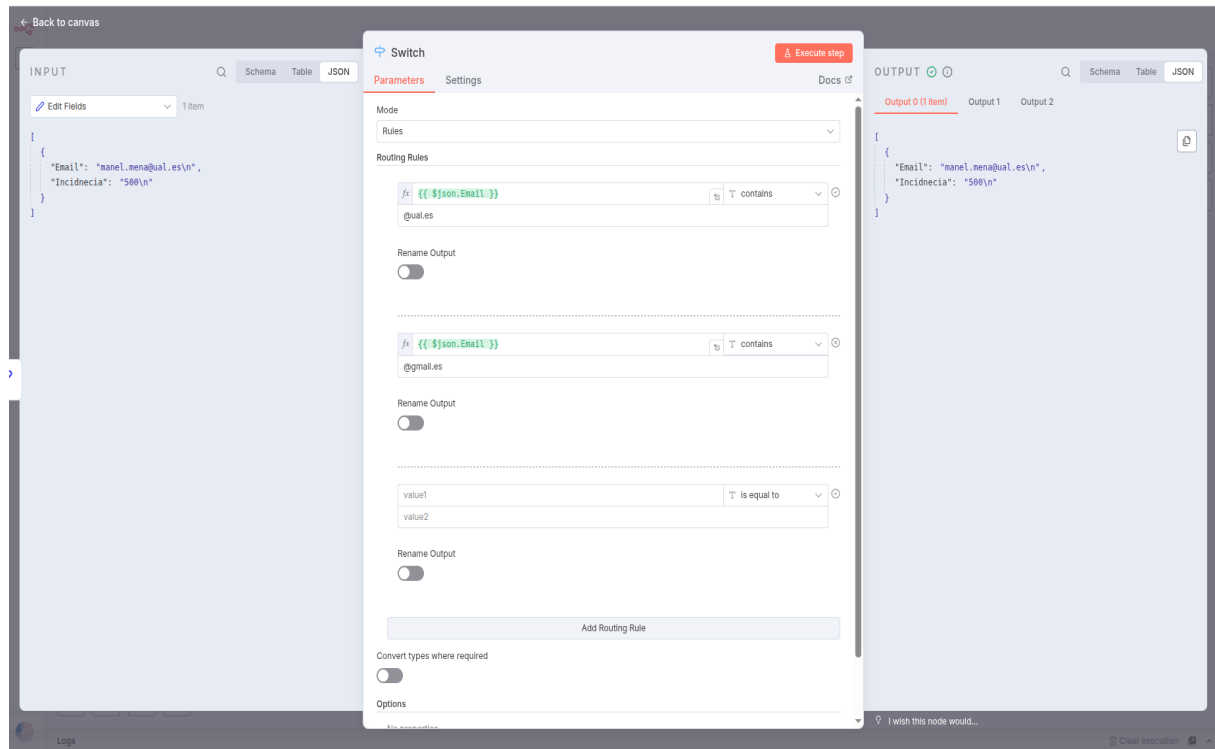 ← Back to canvas
INPUT
Schema Table JSON
Edit Fields 1 item
[
{
"Email": "manel.mena@ual.es\n",
"Incidnecia": "500\n"
}
]
Switch
Execute step
Parameters Settings Docs
Mode
Rules
Routing Rules
fx {{ $json.Email }} T contains
@ual.es
Rename Output
fx {{ $json.Email }} T contains
@gmail.es
Rename Output
value1 T is equal to
value2
Rename Output
Add Routing Rule
Convert types where required
Options
No properties
OUTPUT
Schema Table JSON
Output 0 (1 item) Output 1 Output 2
[
{
"Email": "manel.mena@ual.es\n",
"Incidnecia": "500\n"
}
]
I wish this node would...
Logs
Clear execution